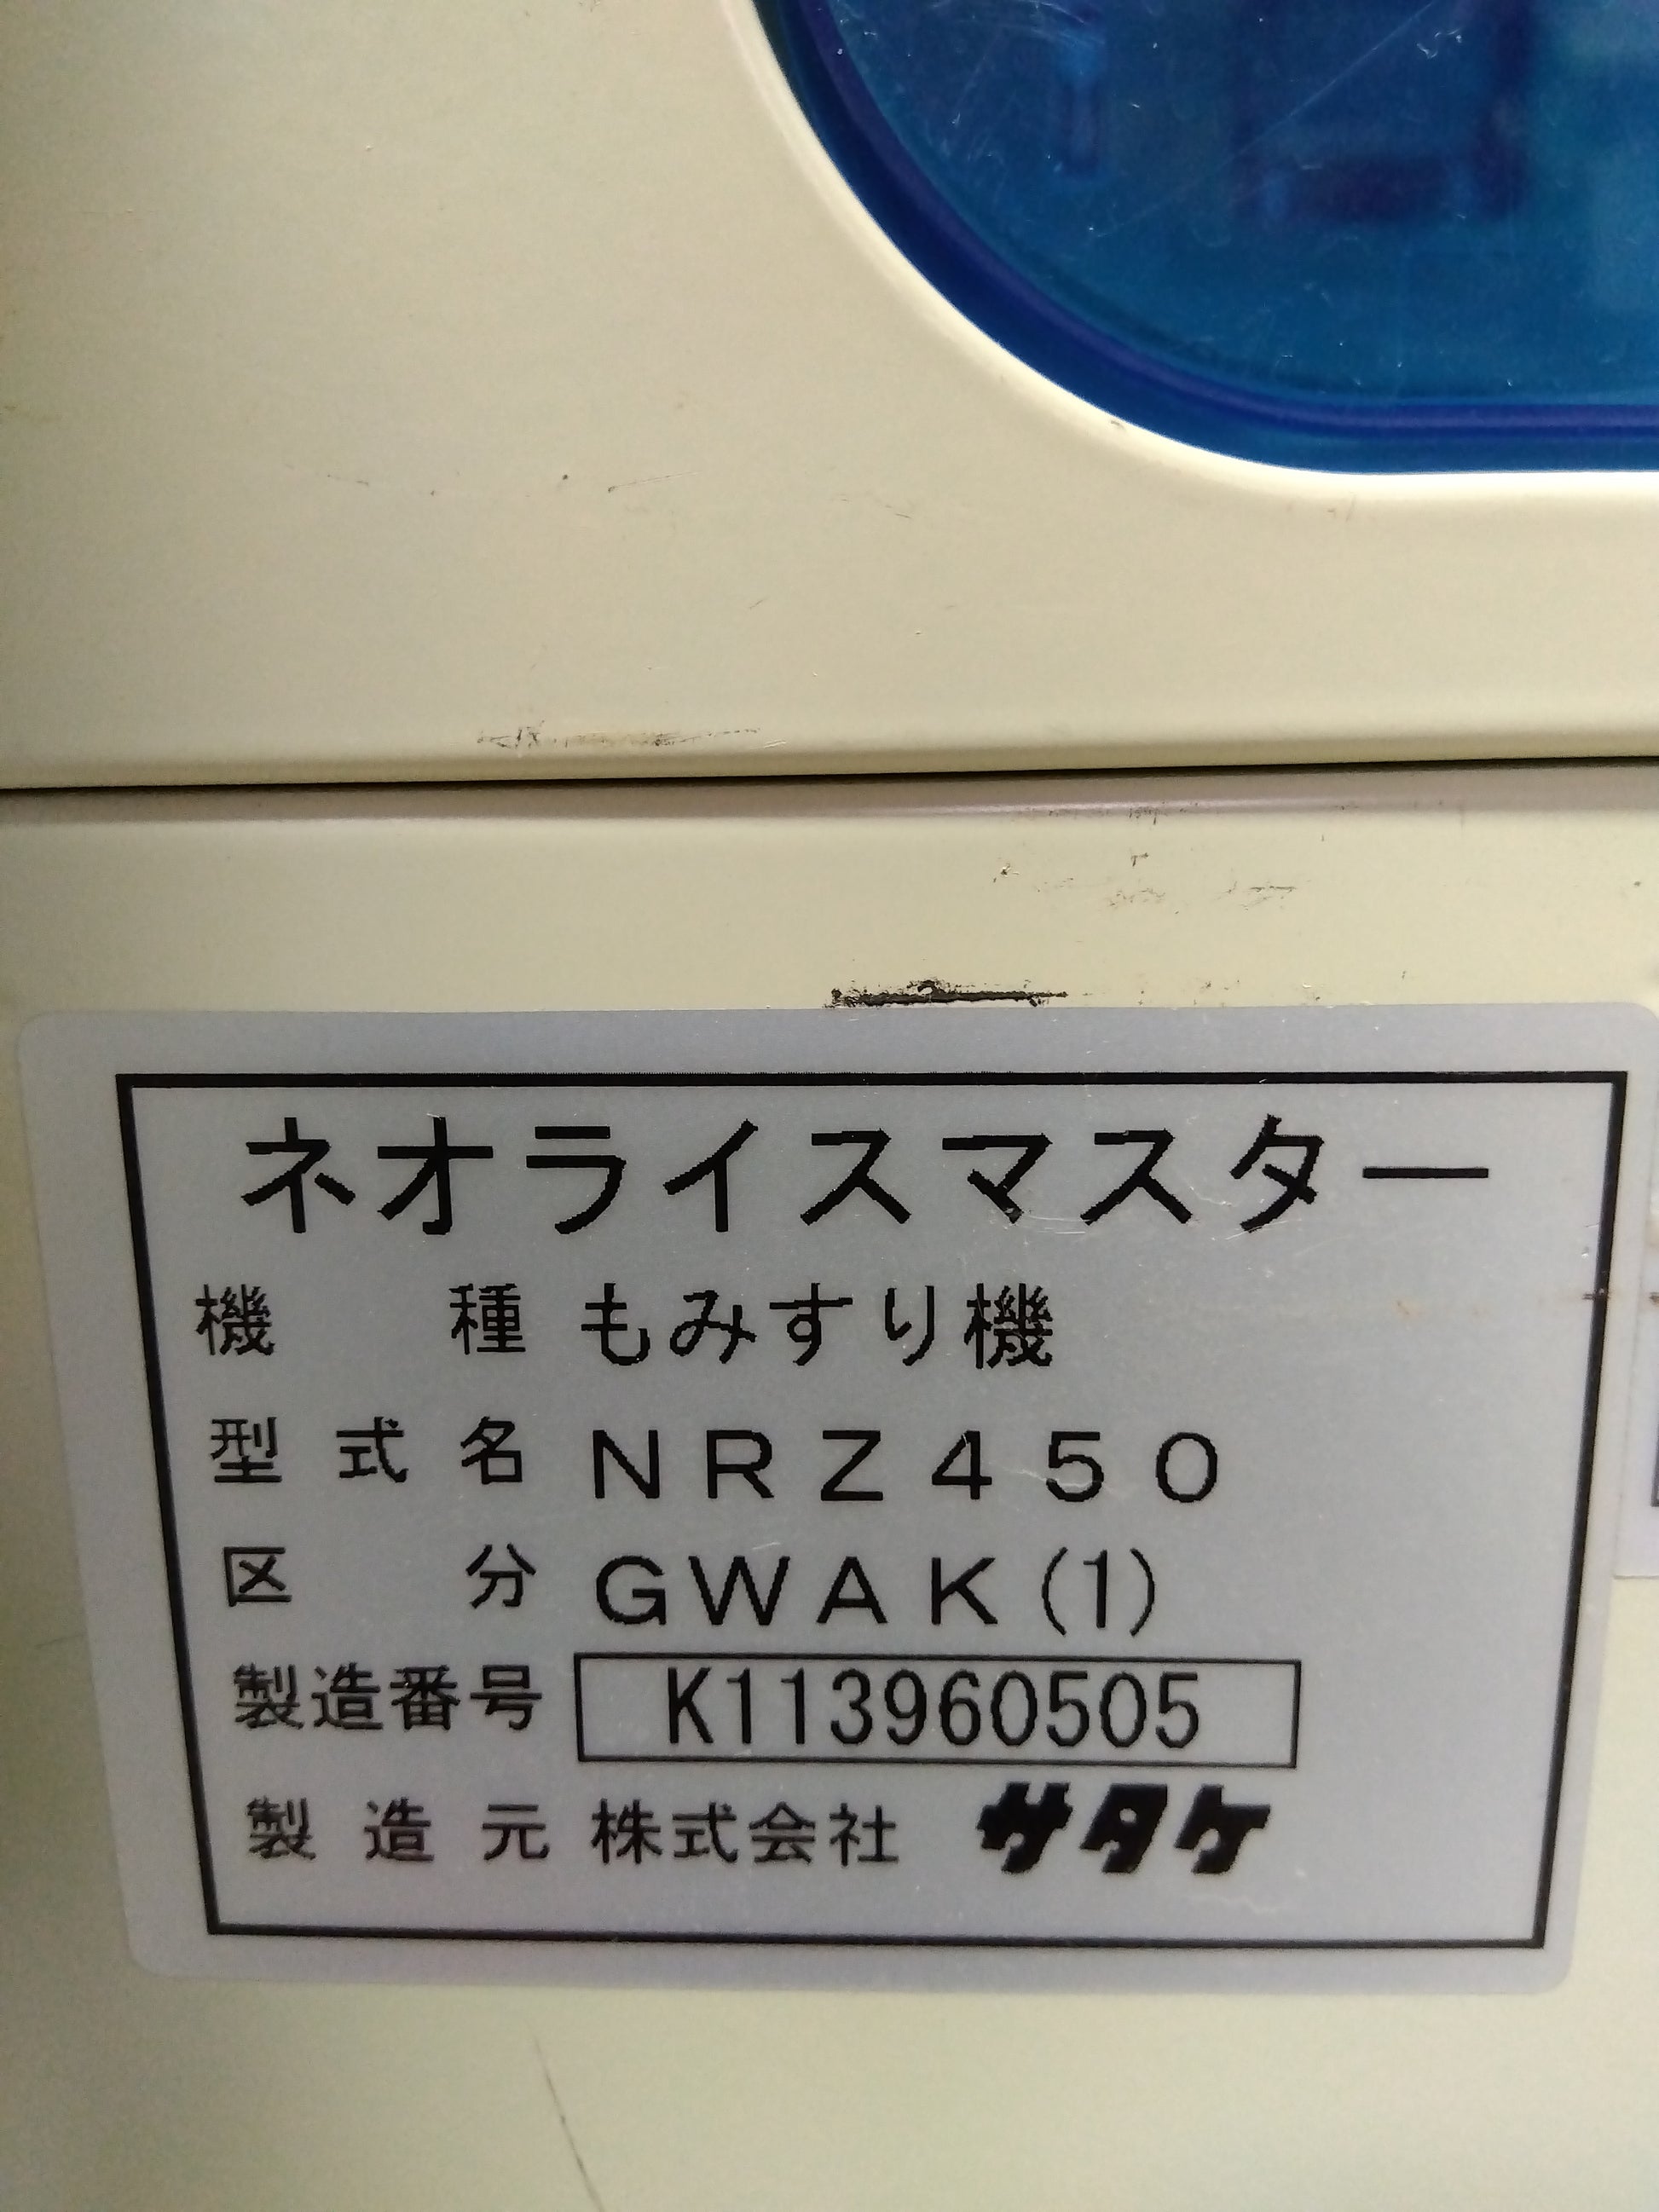 ネオライスマスター
機種 もみすり機
型式名 NRZ450
区分 GWAK(1)
製造番号 K113960505
製造元 株式会社 サタケ